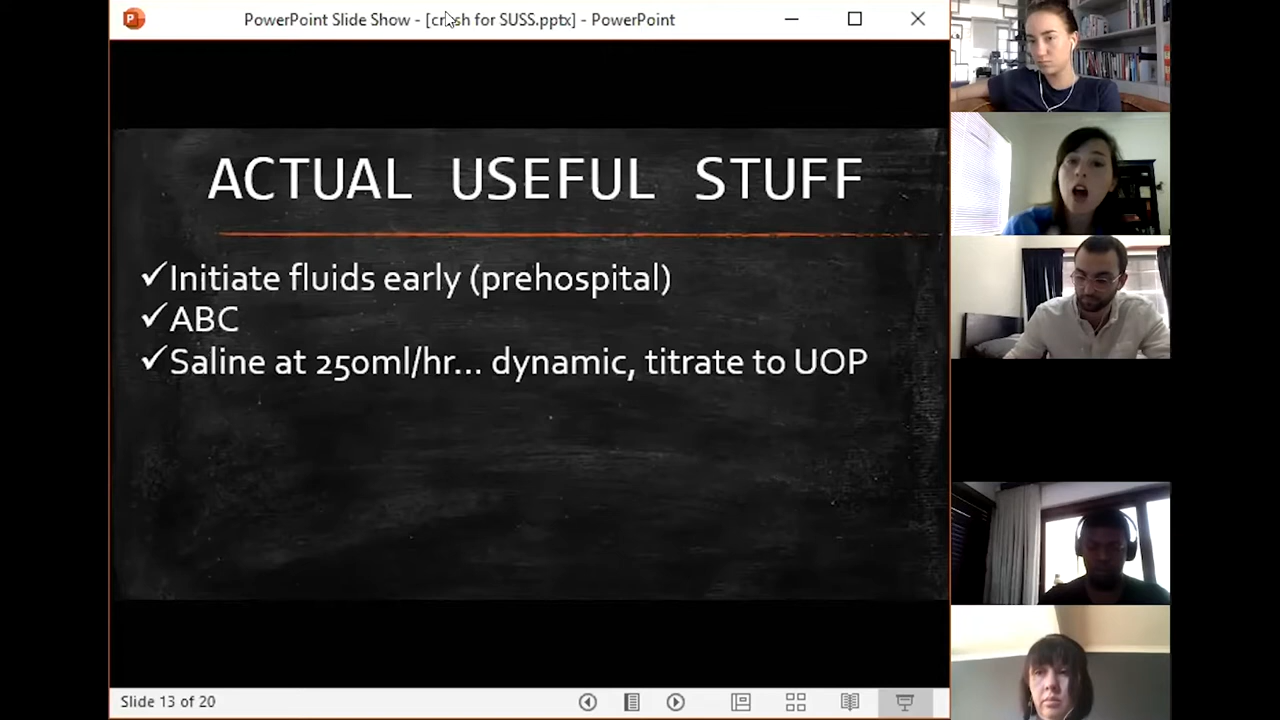 PowerPoint Slide Show - [crush for SUSS.pptx] - PowerPoint
ACTUAL USEFUL STUFF
✓Initiate fluids early (prehospital)
✓ABC
✓Saline at 250ml/hr... dynamic, titrate to UOP
Slide 13 of 20